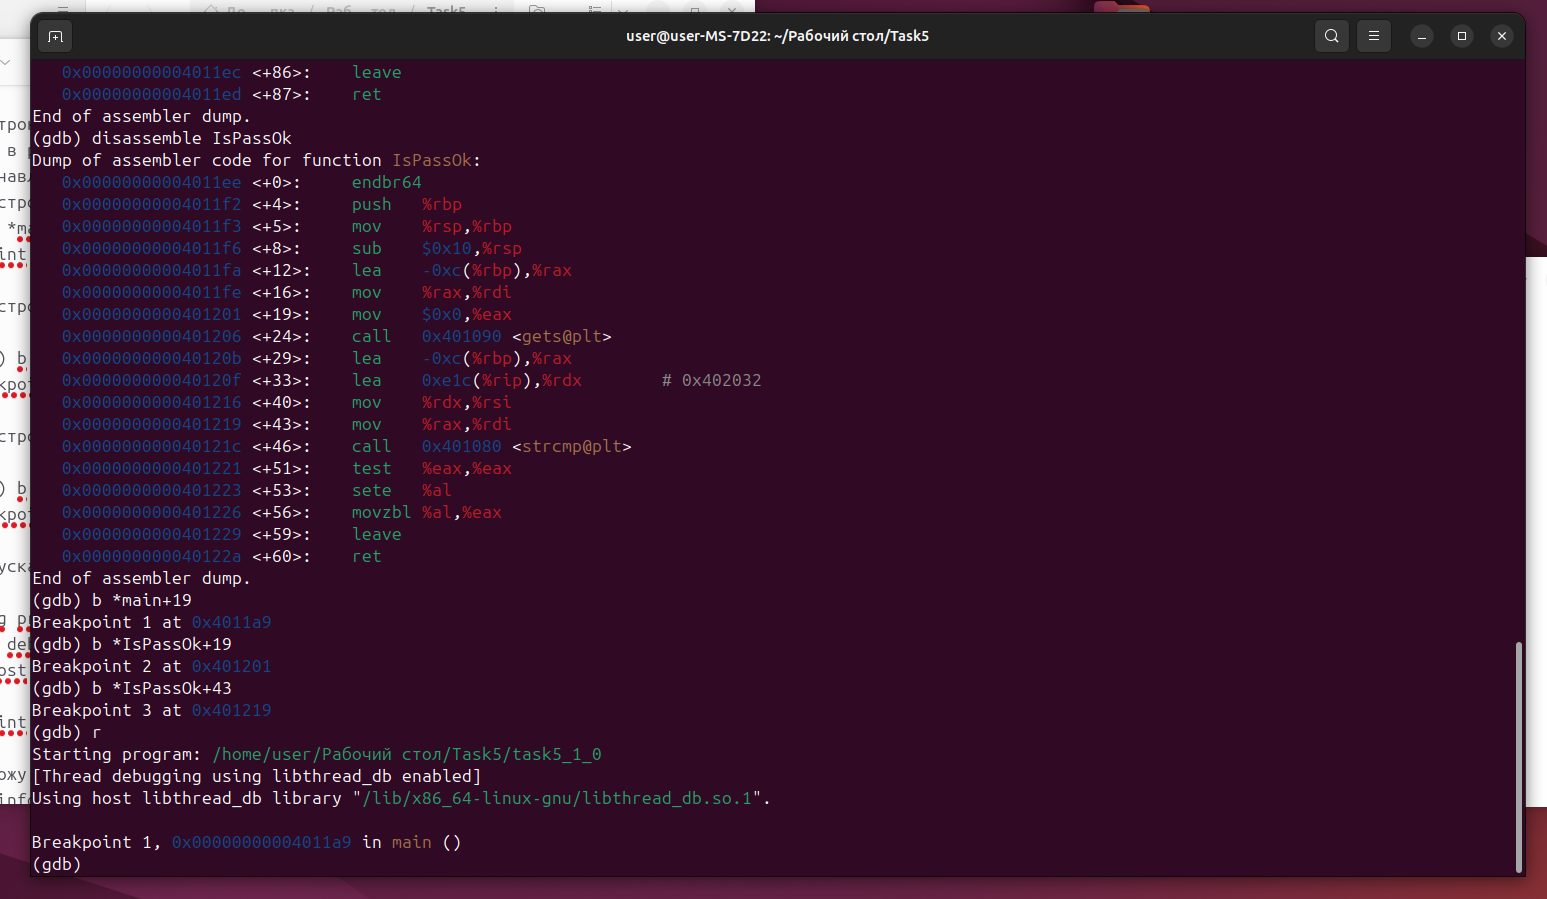 user@user-MS-7D22: ~/Рабочий стол/Task5
0x00000000004011ec <+86>: leave
0x00000000004011ed <+87>: ret
End of assembler dump.
(gdb) disassemble IsPassOk
Dump of assembler code for function IsPassOk:
0x00000000004011ee <+0>: endbr64
0x00000000004011f2 <+4>: push %rbp
0x00000000004011f3 <+5>: mov %rsp,%rbp
0x00000000004011f6 <+8>: sub $0x10,%rsp
0x00000000004011fa <+12>: lea -0xc(%rbp),%rax
0x00000000004011fe <+16>: mov %rax,%rdi
0x0000000000401201 <+19>: mov $0x0,%eax
0x0000000000401206 <+24>: call 0x401090 <gets@plt>
0x000000000040120b <+29>: lea -0xc(%rbp),%rax
0x000000000040120f <+33>: lea 0xe1c(%rip),%rdx # 0x402032
0x0000000000401216 <+40>: mov %rdx,%rsi
0x0000000000401219 <+43>: mov %rax,%rdi
0x000000000040121c <+46>: call 0x401080 <strcmp@plt>
0x0000000000401221 <+51>: test %eax,%eax
0x0000000000401223 <+53>: sete %al
0x0000000000401226 <+56>: movzbl %al,%eax
0x0000000000401229 <+59>: leave
0x000000000040122a <+60>: ret
End of assembler dump.
(gdb) b *main+19
Breakpoint 1 at 0x4011a9
(gdb) b *IsPassOk+19
Breakpoint 2 at 0x401201
(gdb) b *IsPassOk+43
Breakpoint 3 at 0x401219
(gdb) r
Starting program: /home/user/Рабочий стол/Task5/task5_1_0
[Thread debugging using libthread_db enabled]
Using host libthread_db library "/lib/x86_64-linux-gnu/libthread_db.so.1".
Breakpoint 1, 0x00000000004011a9 in main ()
(gdb)